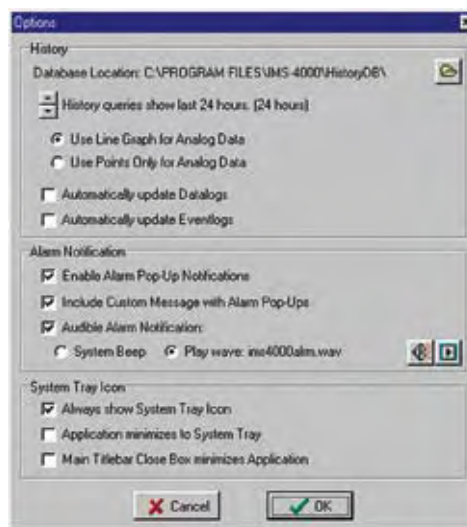 Options
History
Database Location: C:\PROGRAM FILES\IMS-4000\HistoryDB\
History queries show last 24 hours. (24 hours)
Use Line Graph for Analog Data
Use Points Only for Analog Data
Automatically update Datalogs
Automatically update Eventlogs
Alarm Notification
Enable Alarm Pop-Up Notifications
Include Custom Message with Alarm Pop-Ups
Audible Alarm Notification:
System Beep Play wave: ims4000alm.wav
System Tray Icon
Always show System Tray Icon
Application minimizes to System Tray
Main Titlebar Close Box minimizes Application
Cancel OK